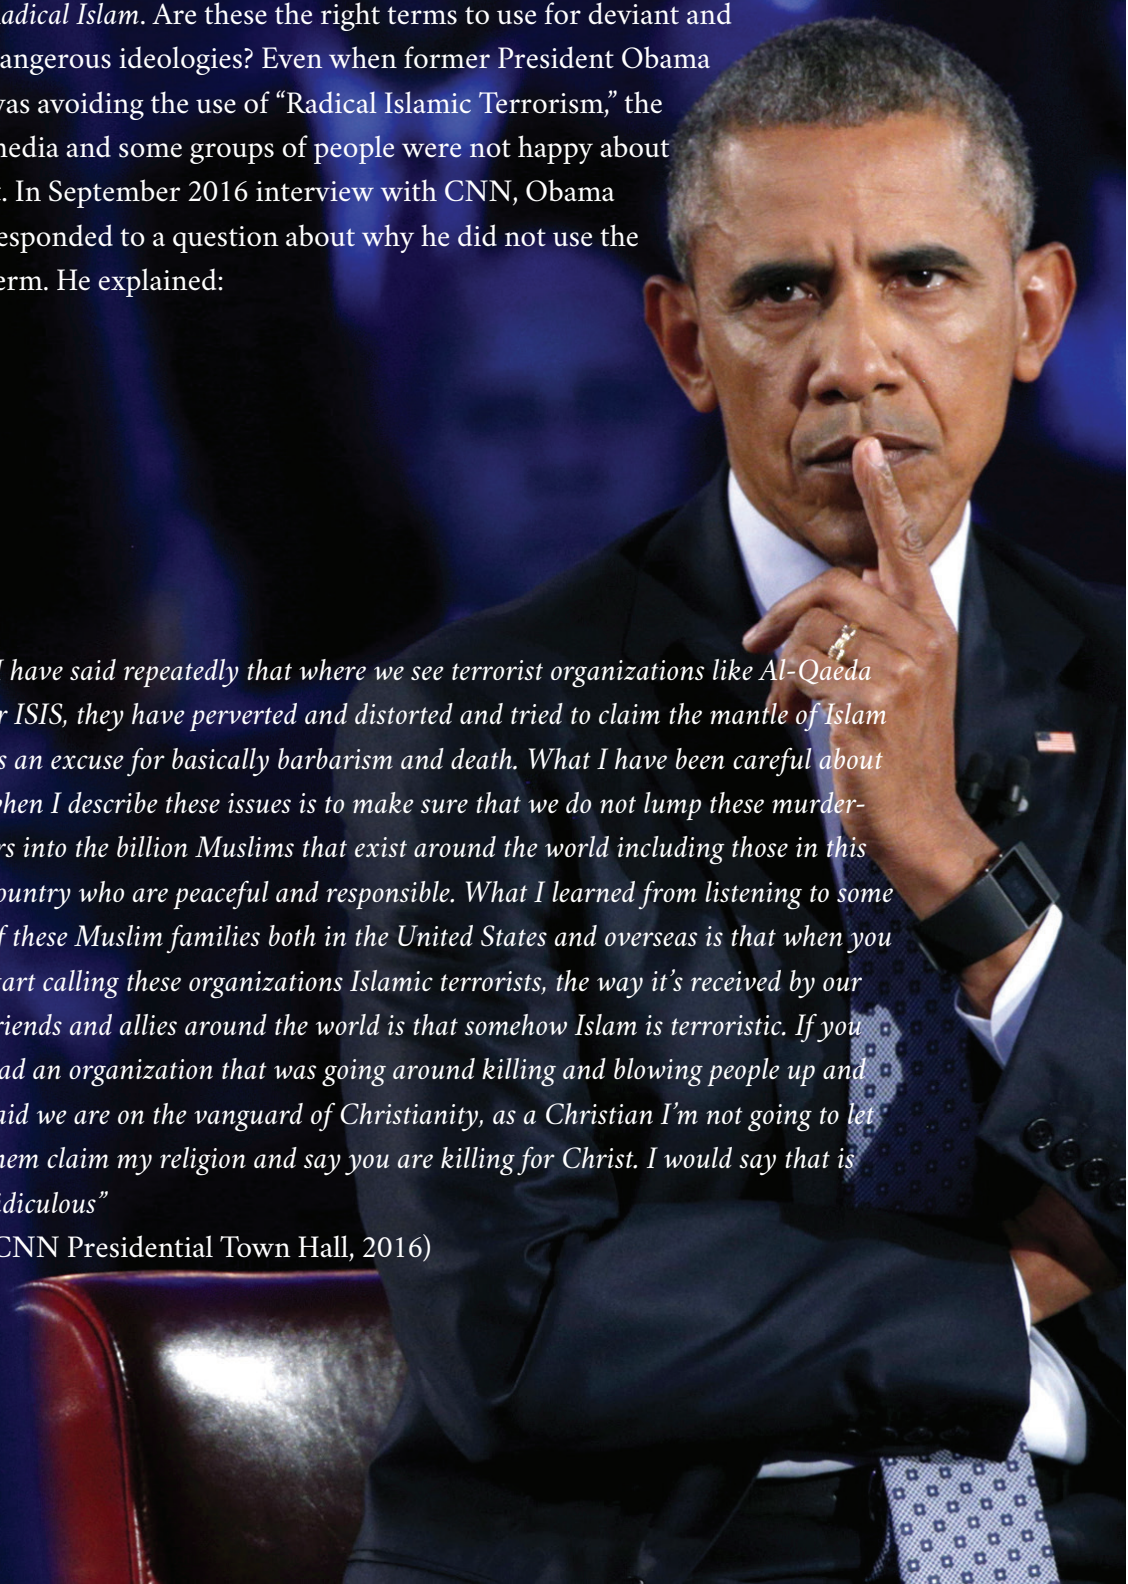 adical Islam. Are these the right terms to use for deviant and
angerous ideologies? Even when former President Obama
was avoiding the use of “Radical Islamic Terrorism,” the
media and some groups of people were not happy about
t. In September 2016 interview with CNN, Obama
esponded to a question about why he did not use the
erm. He explained:
I have said repeatedly that where we see terrorist organizations like Al-Qaeda
r ISIS, they have perverted and distorted and tried to claim the mantle of Islam
s an excuse for basically barbarism and death. What I have been careful about
when I describe these issues is to make sure that we do not lump these murder-
rs into the billion Muslims that exist around the world including those in this
ountry who are peaceful and responsible. What I learned from listening to some
f these Muslim families both in the United States and overseas is that when you
tart calling these organizations Islamic terrorists, the way it’s received by our
riends and allies around the world is that somehow Islam is terroristic. If you
ad an organization that was going around killing and blowing people up and
aid we are on the vanguard of Christianity, as a Christian I’m not going to let
hem claim my religion and say you are killing for Christ. I would say that is
idiculous”
CNN Presidential Town Hall, 2016)